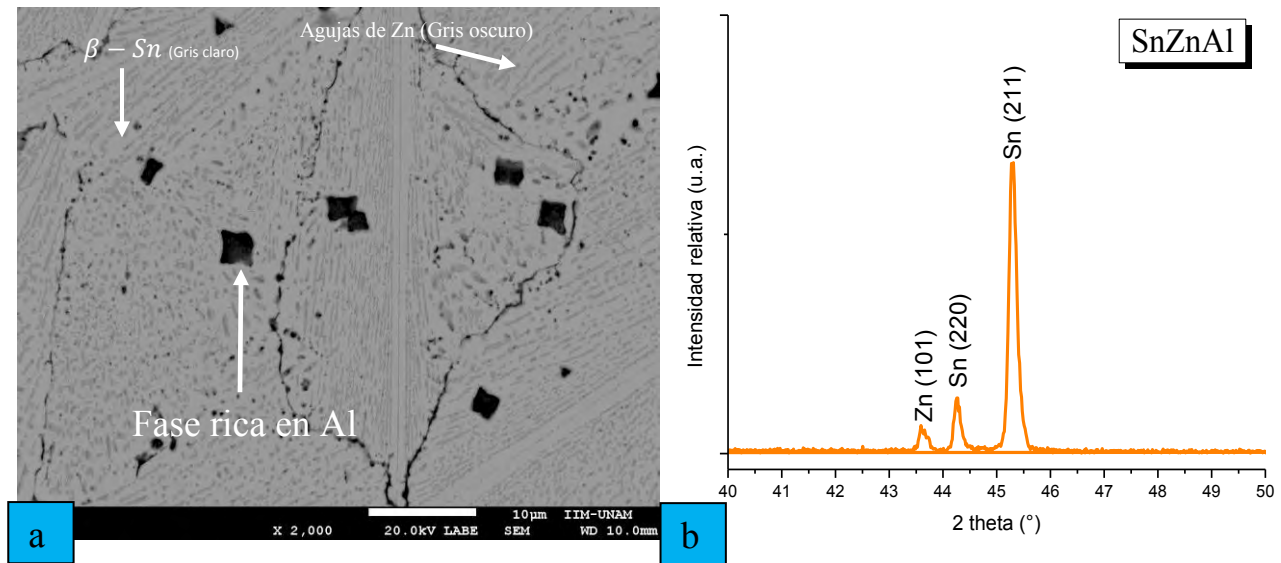 β − Sn (Gris claro)
Agujas de Zn (Gris oscuro)
Fase rica en Al
10μm IIM-UNAM
X 2,000 20.0kV LABE SEM WD 10.0mm
a
SnZnAl
Intensidad relativa (u.a.)
Zn (101)
Sn (220)
Sn (211)
40 41 42 43 44 45 46 47 48 49 50
2 theta (°)
b